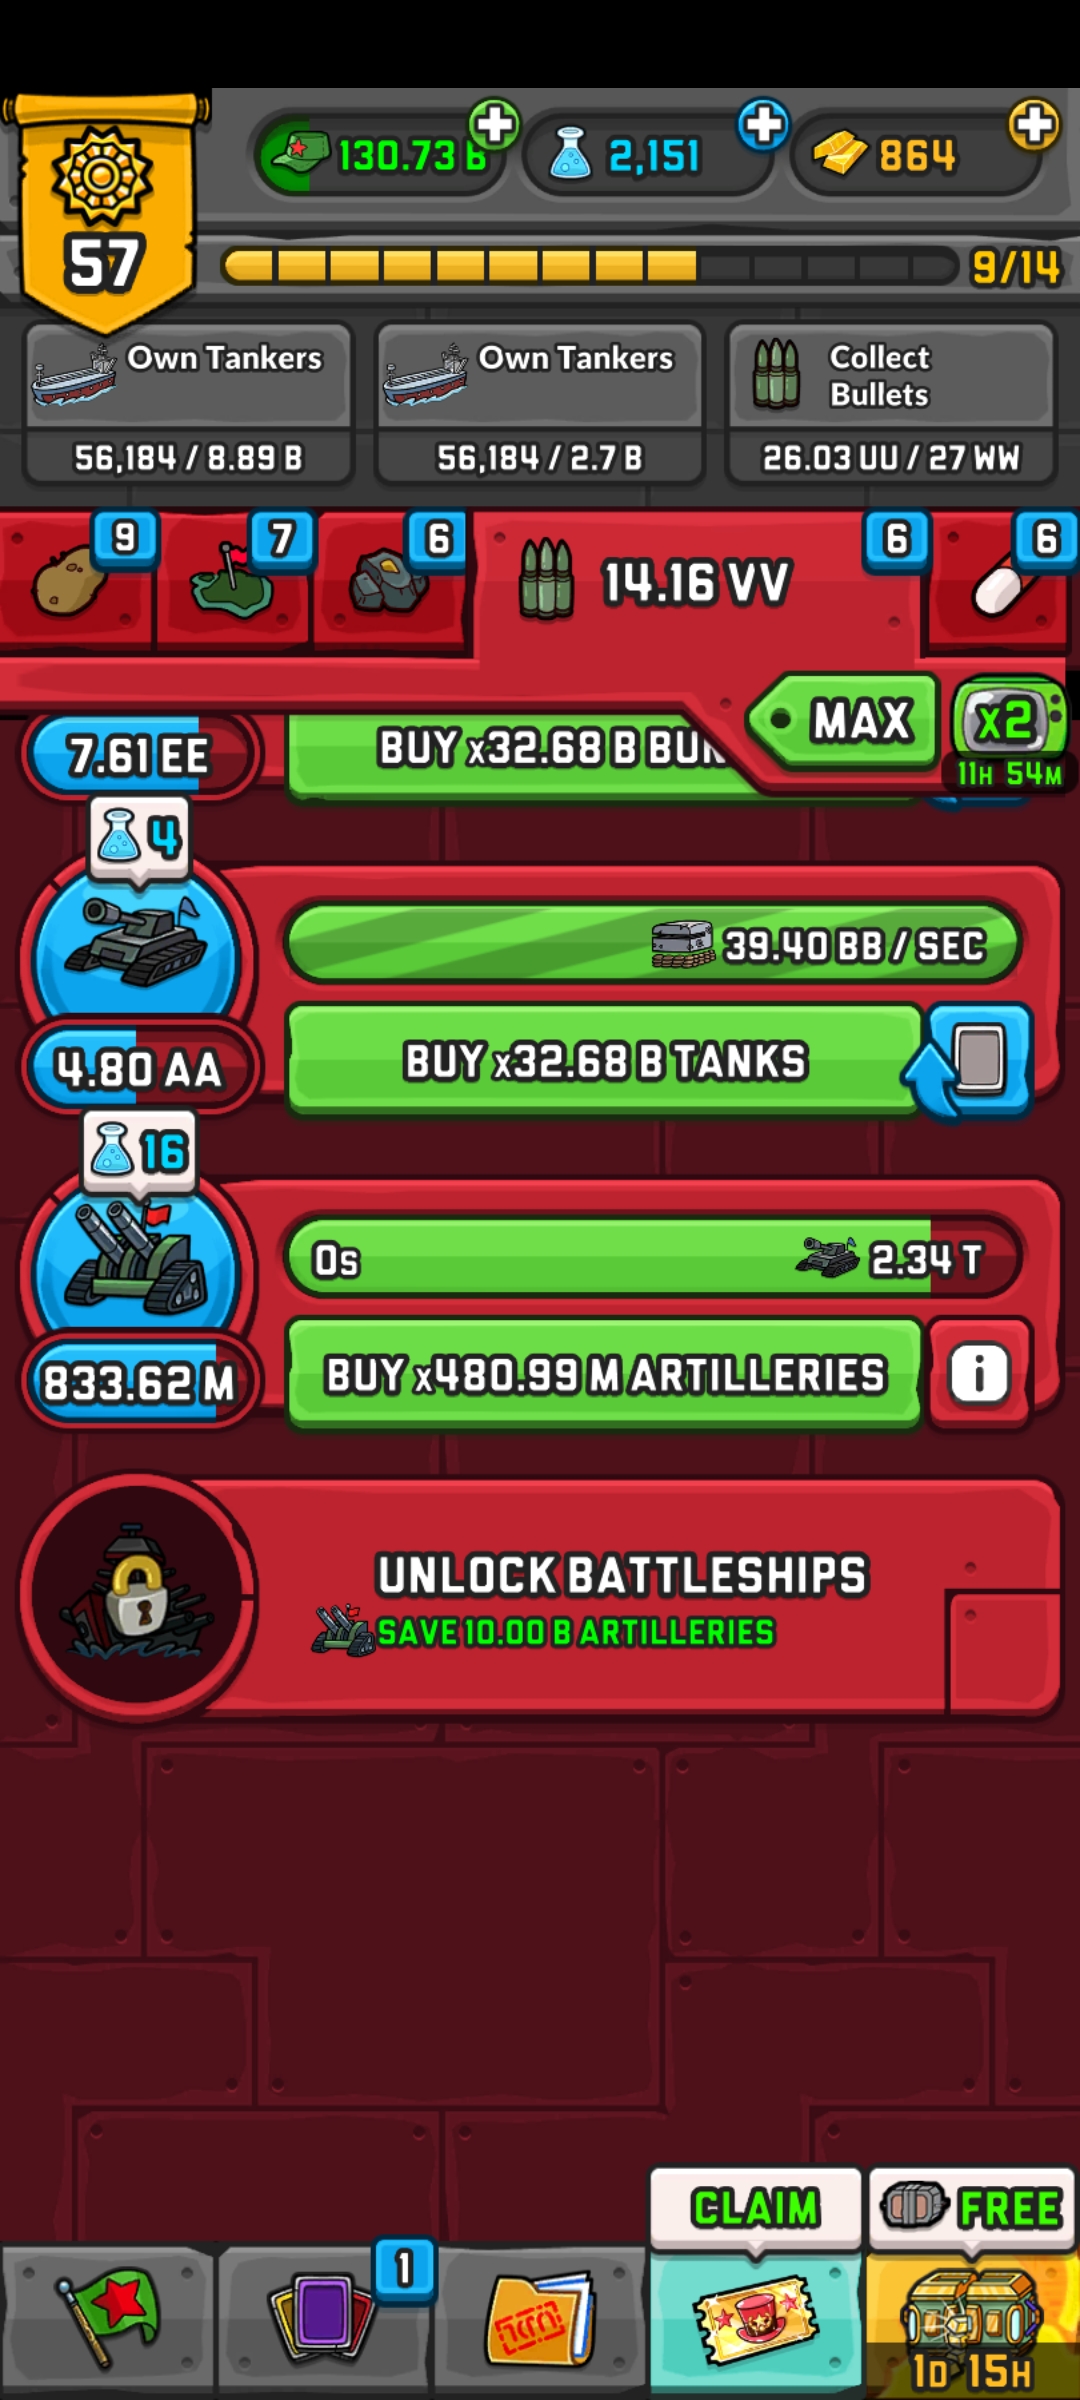 57
130.73 B
2,151
864
9/14
Own Tankers
56,184 / 8.89 B
Own Tankers
56,184 / 2.7 B
Collect
Bullets
26.03 UU / 27 WW
9
7
6
14.16 VV
6
6
MAX
x2
11H 54M
7.61 EE
BUY x32.68 B
4
39.40 BB / SEC
4.80 AA
BUY x32.68 B TANKS
16
0s
2.34 T
833.62 M
BUY x480.99 M ARTILLERIES
i
UNLOCK BATTLESHIPS
SAVE 10.00 B ARTILLERIES
CLAIM
FREE
1
1D 15H